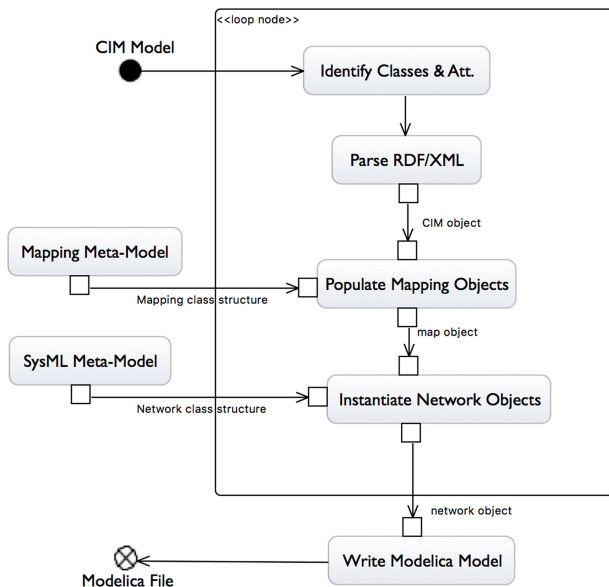 <<loop node>>
CIM Model
Identify Classes & Att.
Parse RDF/XML
CIM object
Mapping Meta-Model
Populate Mapping Objects
Mapping class structure
map object
SysML Meta-Model
Instantiate Network Objects
Network class structure
network object
Write Modelica Model
Modelica File